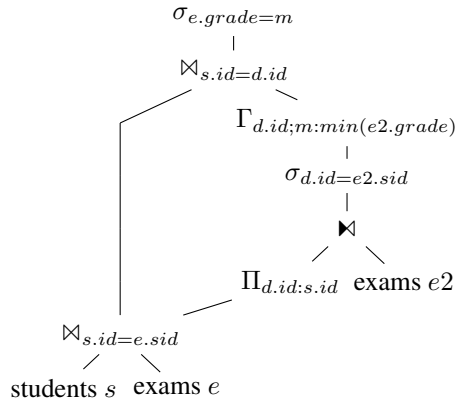 σe.grade=m
⋈s.id=d.id
Γd.id;m:min(e2.grade)
σd.id=e2.sid
⧑
Πd.id:s.id exams e2
⋈s.id=e.sid
students s exams e